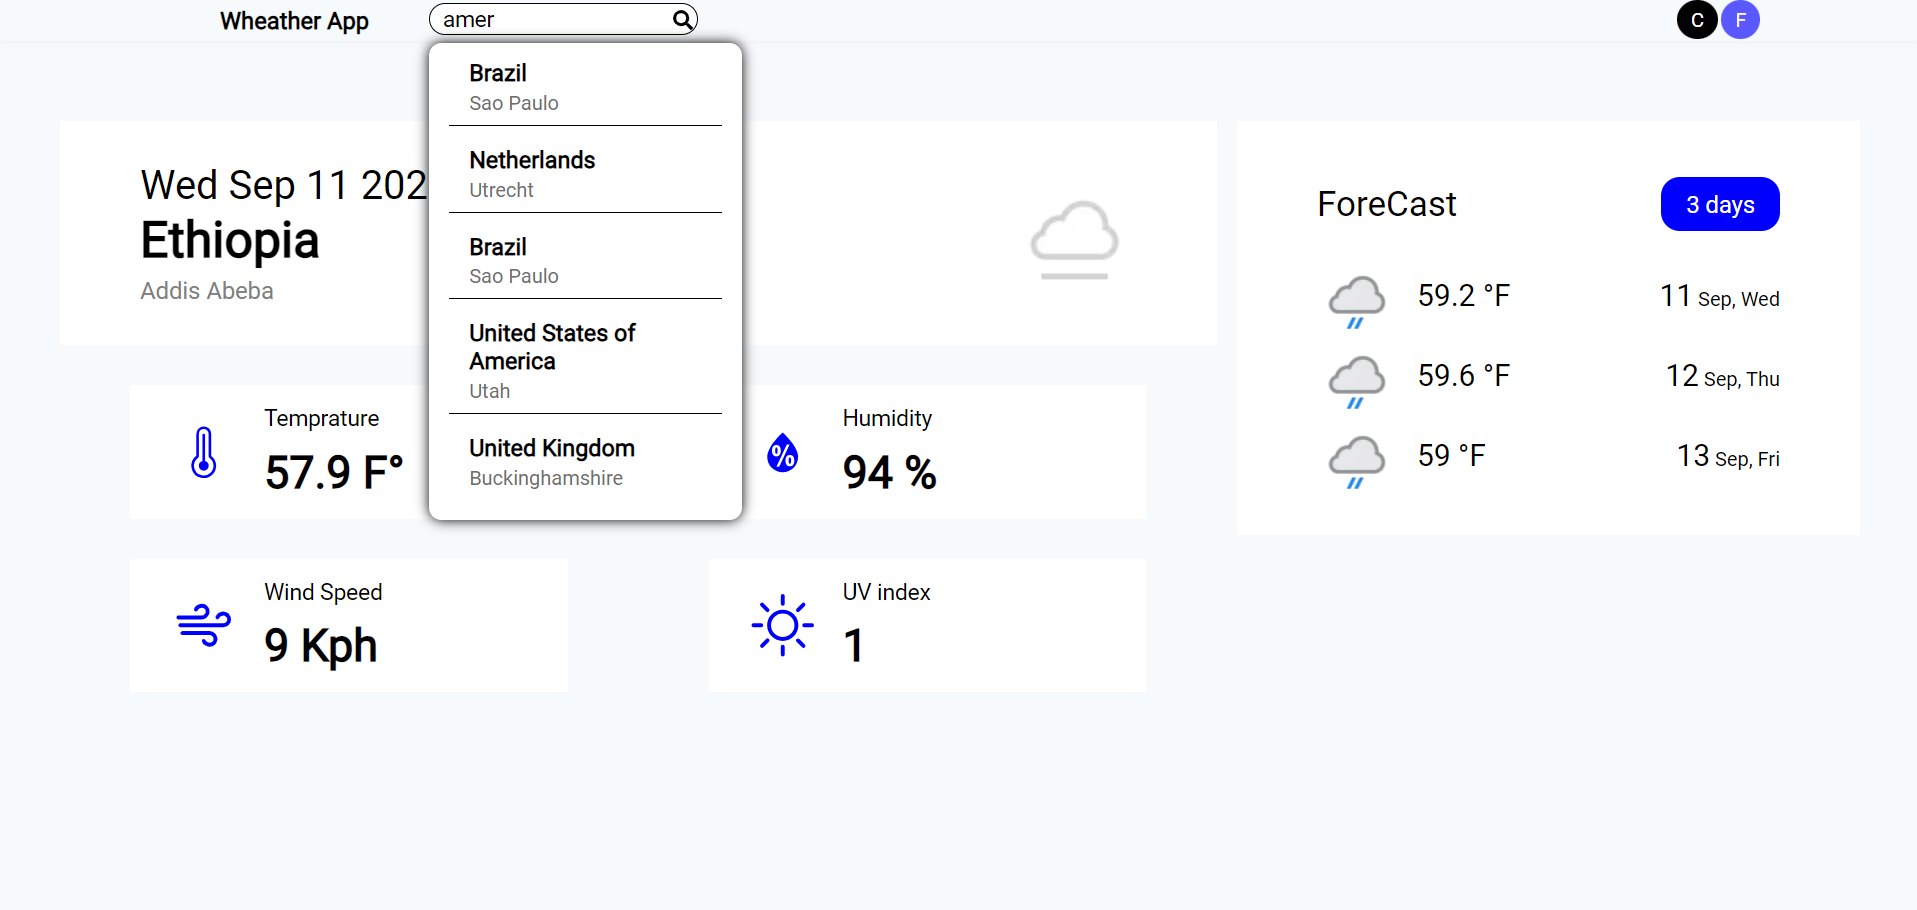 Wheather App
amer
C F
Brazil
Sao Paulo
Netherlands
Utrecht
Brazil
Sao Paulo
United States of
America
Utah
United Kingdom
Buckinghamshire
Wed Sep 11 202
Ethiopia
Addis Abeba
Temprature
57.9 F°
Humidity
%
94 %
Wind Speed
9 Kph
UV index
1
ForeCast
3 days
59.2 °F 11 Sep, Wed
59.6 °F 12 Sep, Thu
59 °F 13 Sep, Fri